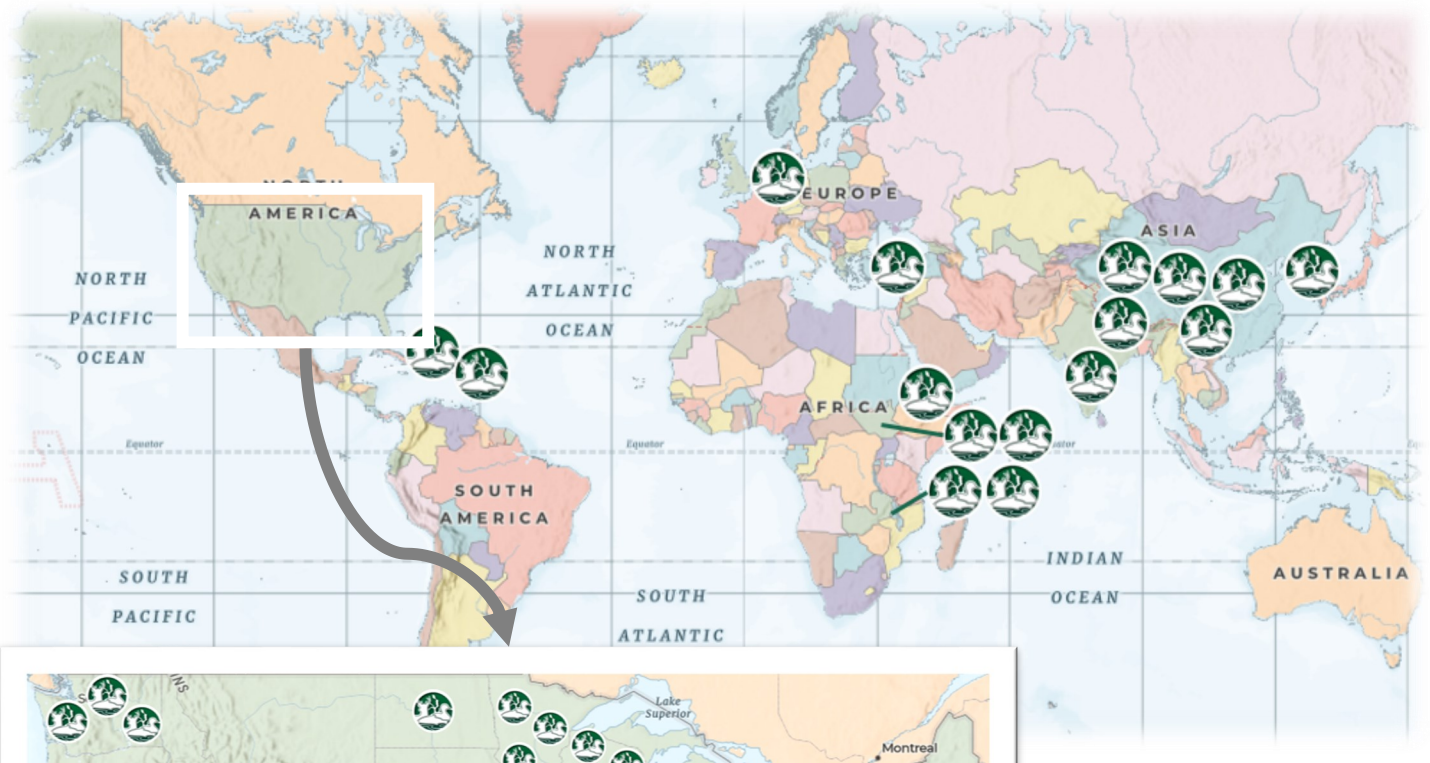 NORTH
AMERICA
EUROPE
ASIA
NORTH
PACIFIC
OCEAN
NORTH
ATLANTIC
OCEAN
AFRICA
Equator
Equator
SOUTH
AMERICA
SOUTH
PACIFIC
SOUTH
ATLANTIC
INDIAN
OCEAN
AUSTRALIA
Lake
Superior
Montreal